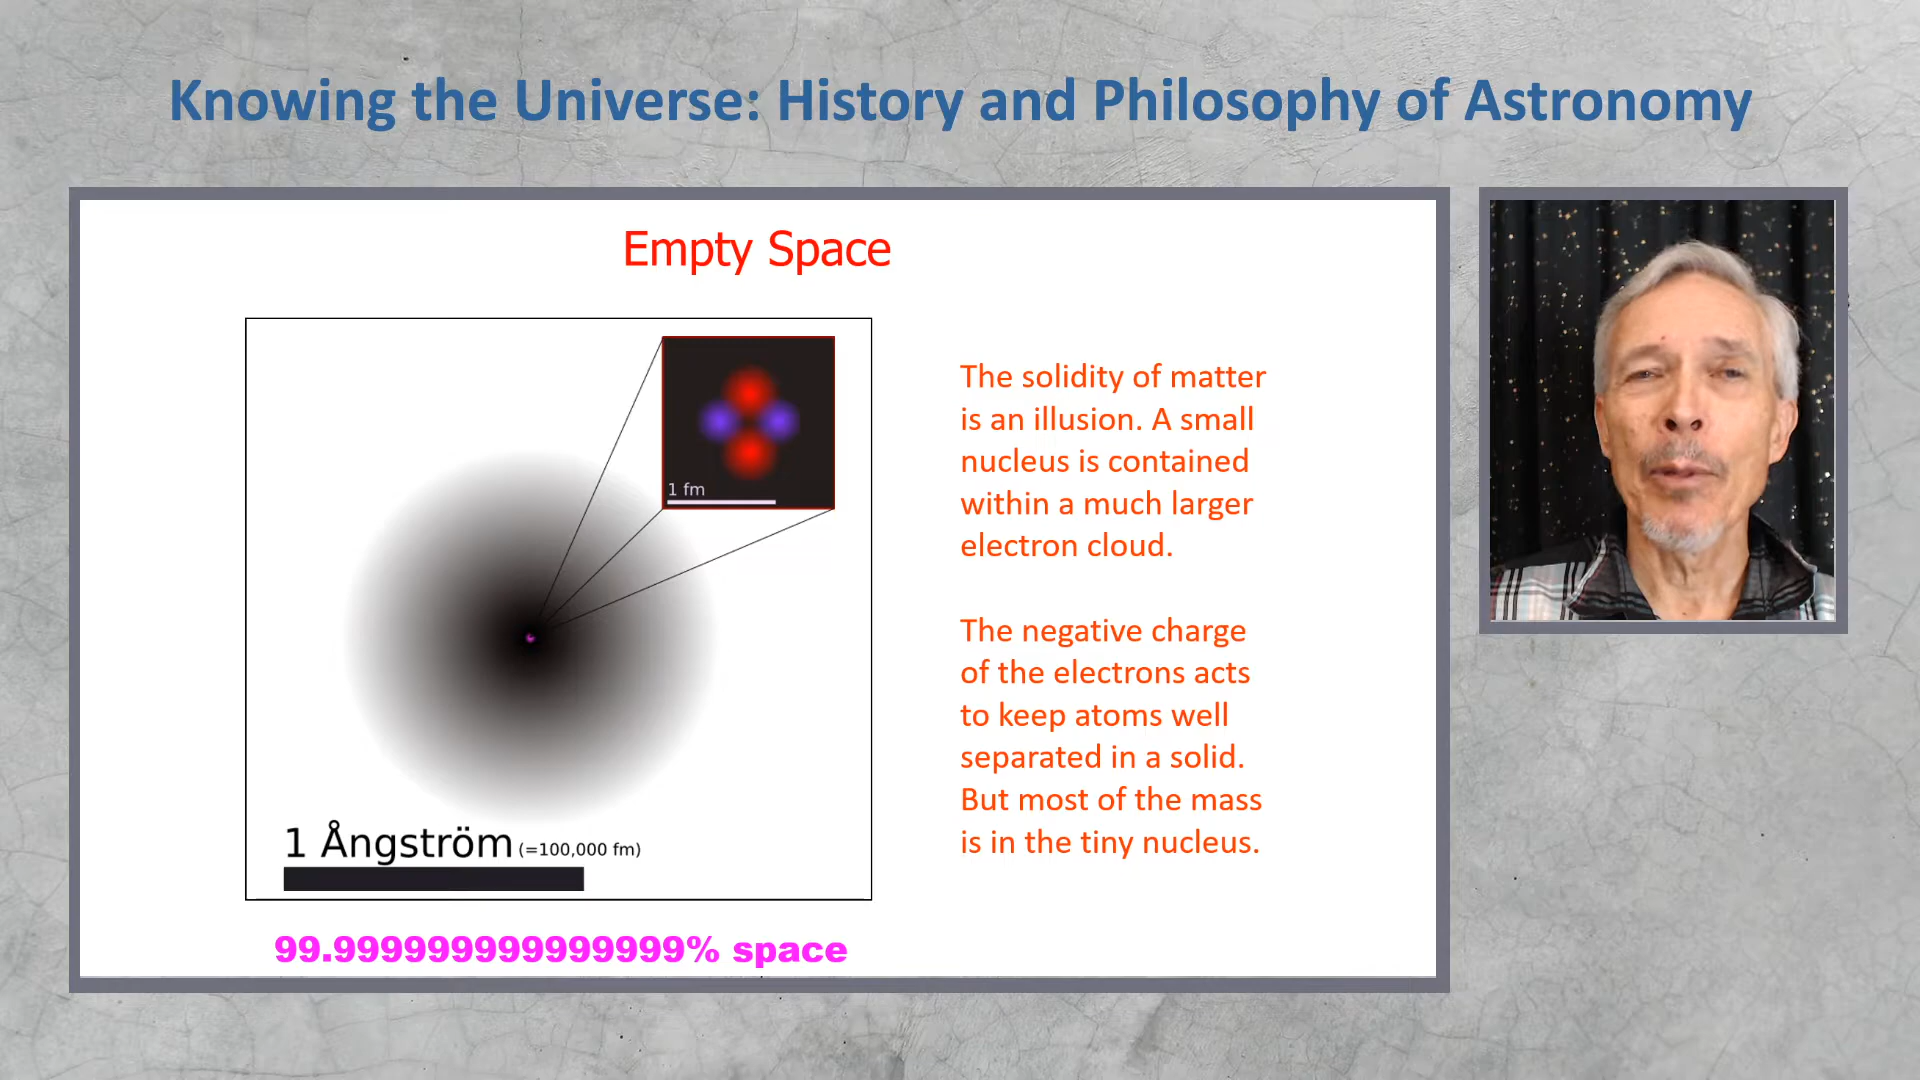 Knowing the Universe: History and Philosophy of Astronomy
Empty Space
1 fm
1 Ångström (=100,000 fm)
99.9999999999999999% space
The solidity of matter
is an illusion. A small
nucleus is contained
within a much larger
electron cloud.
The negative charge
of the electrons acts
to keep atoms well
separated in a solid.
But most of the mass
is in the tiny nucleus.